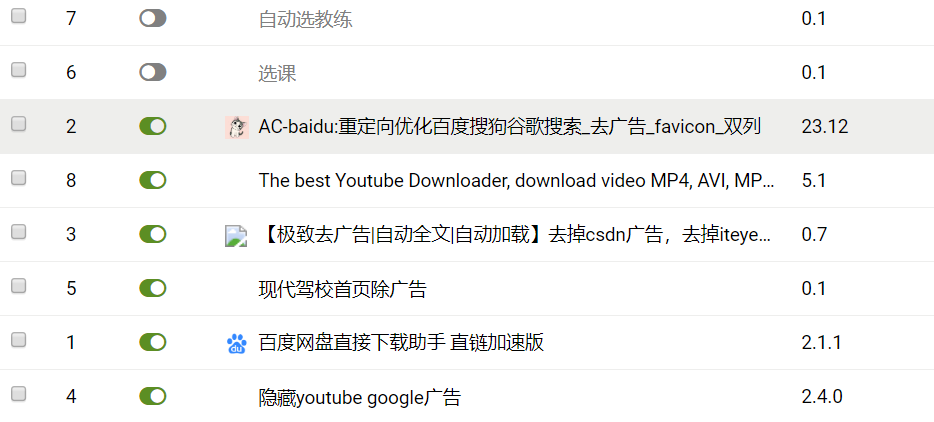 7 自动选教练 0.1
6 选课 0.1
2 AC-baidu:重定向优化百度搜狗谷歌搜索_去广告_favicon_双列 23.12
8 The best Youtube Downloader, download video MP4, AVI, MP... 5.1
3 【极致去广告|自动全文|自动加载】去掉csdn广告，去掉iteye... 0.7
5 现代驾校首页除广告 0.1
1 du 百度网盘直接下载助手 直链加速版 2.1.1
4 隐藏youtube google广告 2.4.0